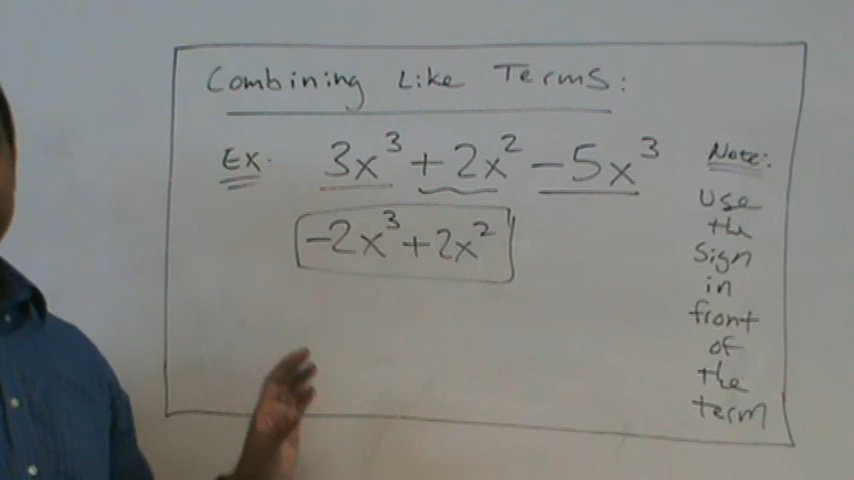 Combining Like Terms:
Ex. 3x³ + 2x² - 5x³
-2x³ + 2x²
Note:
Use
the
sign
in
front
of
the
term